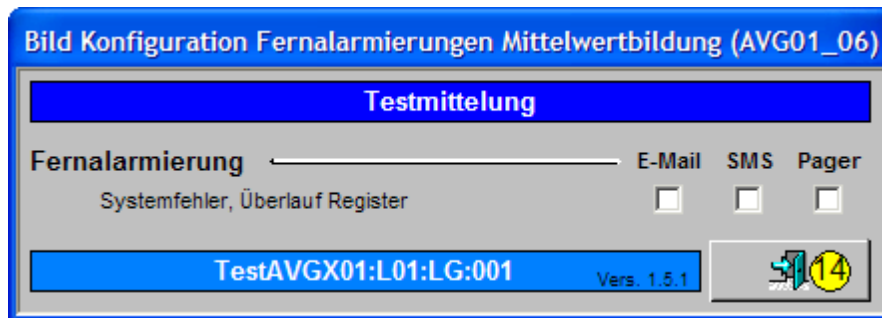 Bild Konfiguration Fernalarmierungen Mittelwertbildung (AVG01_06)
Testmittelung
Fernalarmierung E-Mail SMS Pager
Systemfehler, Überlauf Register
TestAVGX01:L01:LG:001 Vers. 1.5.1 14